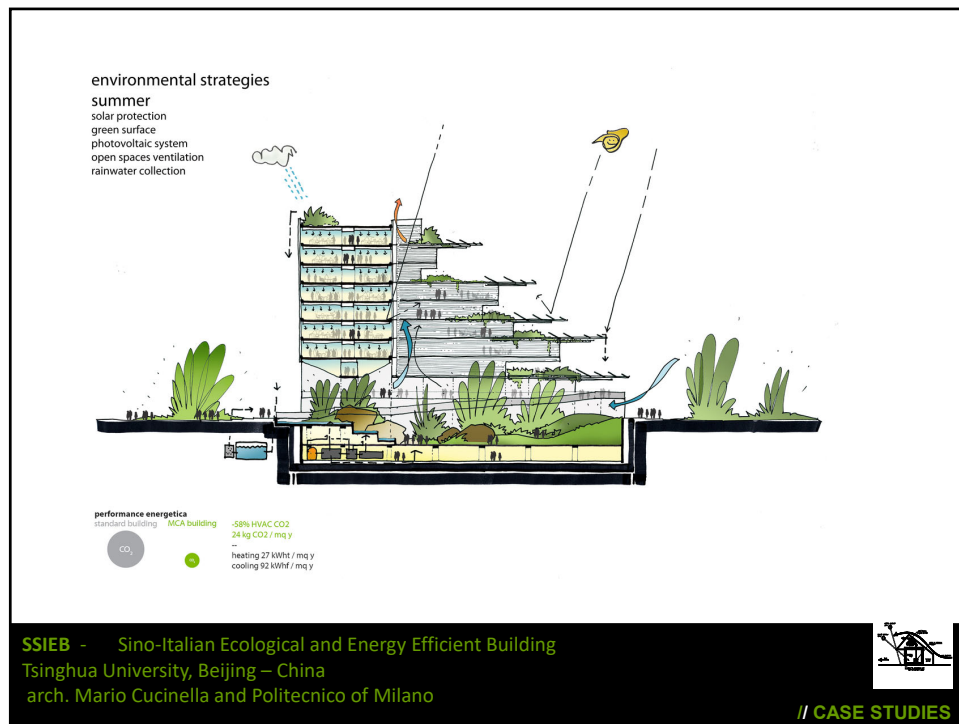 environmental strategies
summer
solar protection
green surface
photovoltaic system
open spaces ventilation
rainwater collection
performance energetica
standard building MCA building
CO2
-58% HVAC CO2
24 kg CO2 / mq y
--
heating 27 kWht / mq y
cooling 92 kWhf / mq y
SSIEB - Sino-Italian Ecological and Energy Efficient Building
Tsinghua University, Beijing – China
arch. Mario Cucinella and Politecnico of Milano
// CASE STUDIES